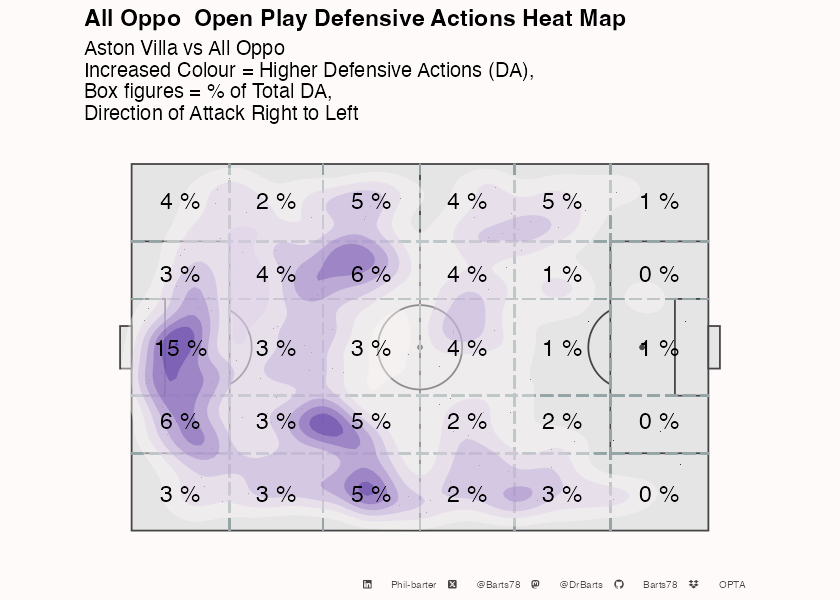 All Oppo  Open Play Defensive Actions Heat Map
Aston Villa vs All Oppo
Increased Colour = Higher Defensive Actions (DA),
Box figures = % of Total DA,
Direction of Attack Right to Left
4 % 2 % 5 % 4 % 5 % 1 %
3 % 4 % 6 % 4 % 1 % 0 %
15 % 3 % 3 % 4 % 1 % 1 %
6 % 3 % 5 % 2 % 2 % 0 %
3 % 3 % 5 % 2 % 3 % 0 %
Phil-barter @Barts78 @DrBarts Barts78 OPTA